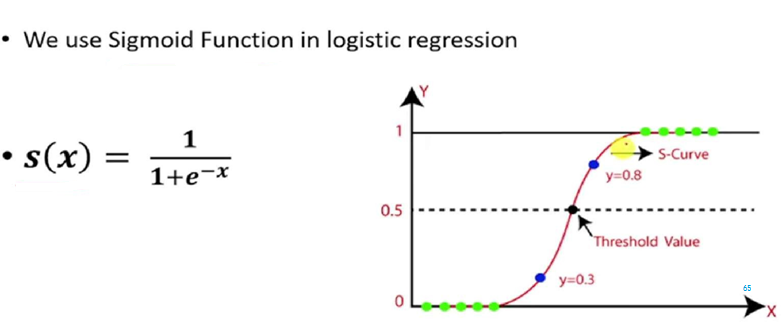 • We use Sigmoid Function in logistic regression
• s(x) = 1 / 1+e^-x
Y
1
S-Curve
y=0.8
0.5
Threshold Value
y=0.3
65
0
X